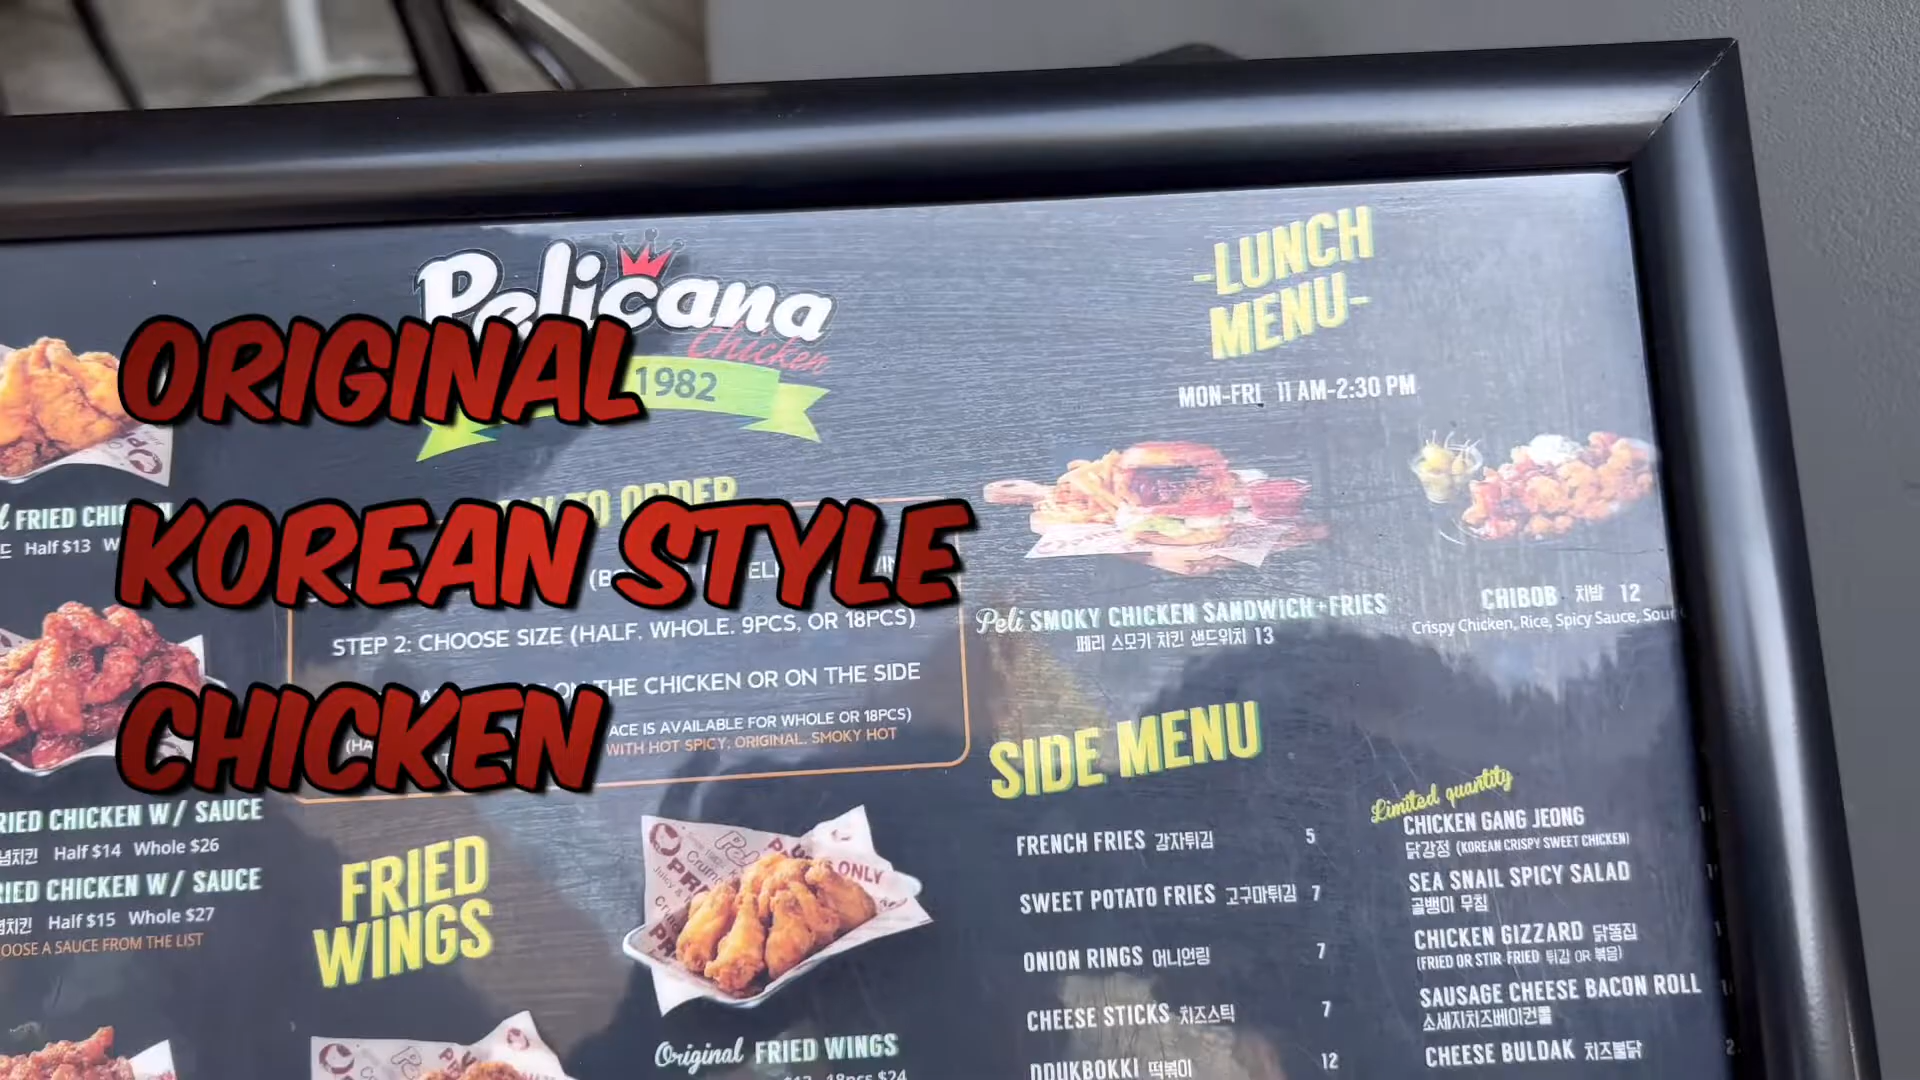 ORIGINAL
KOREAN STYLE
CHICKEN
Pelicana
Chicken
1982
-LUNCH
MENU-
MON-FRI 11 AM-2:30 PM
FRIED
Half $13
TO ORDER
STEP 2: CHOOSE SIZE (HALF, WHOLE, 9PCS, OR 18PCS)
THE CHICKEN OR ON THE SIDE
IS AVAILABLE FOR WHOLE OR 18PCS)
WITH HOT SPICY, ORIGINAL, SMOKY HOT
Peli SMOKY CHICKEN SANDWICH+FRIES
페리 스모키 치킨 샌드위치 13
CHIBOB 치밥 12
Crispy Chicken, Rice, Spicy Sauce, Sour
CHICKEN W/ SAUCE
Half $14 Whole $26
CHICKEN W/ SAUCE
Half $15 Whole $27
A SAUCE FROM THE LIST
FRIED
WINGS
ONLY
Original FRIED WINGS
18pcs $24
SIDE MENU
FRENCH FRIES 감자튀김 5
SWEET POTATO FRIES 고구마튀김 7
ONION RINGS 어니언링 7
CHEESE STICKS 치즈스틱 7
DDUKBOKKI 떡볶이 12
Limited quantity
CHICKEN GANG JEONG
닭강정 (KOREAN CRISPY SWEET CHICKEN)
SEA SNAIL SPICY SALAD
골뱅이 무침
CHICKEN GIZZARD 닭똥집
(FRIED OR STIR-FRIED 튀김 OR 볶음)
SAUSAGE CHEESE BACON ROLL
소세지치즈베이컨롤
CHEESE BULDAK 치즈불닭